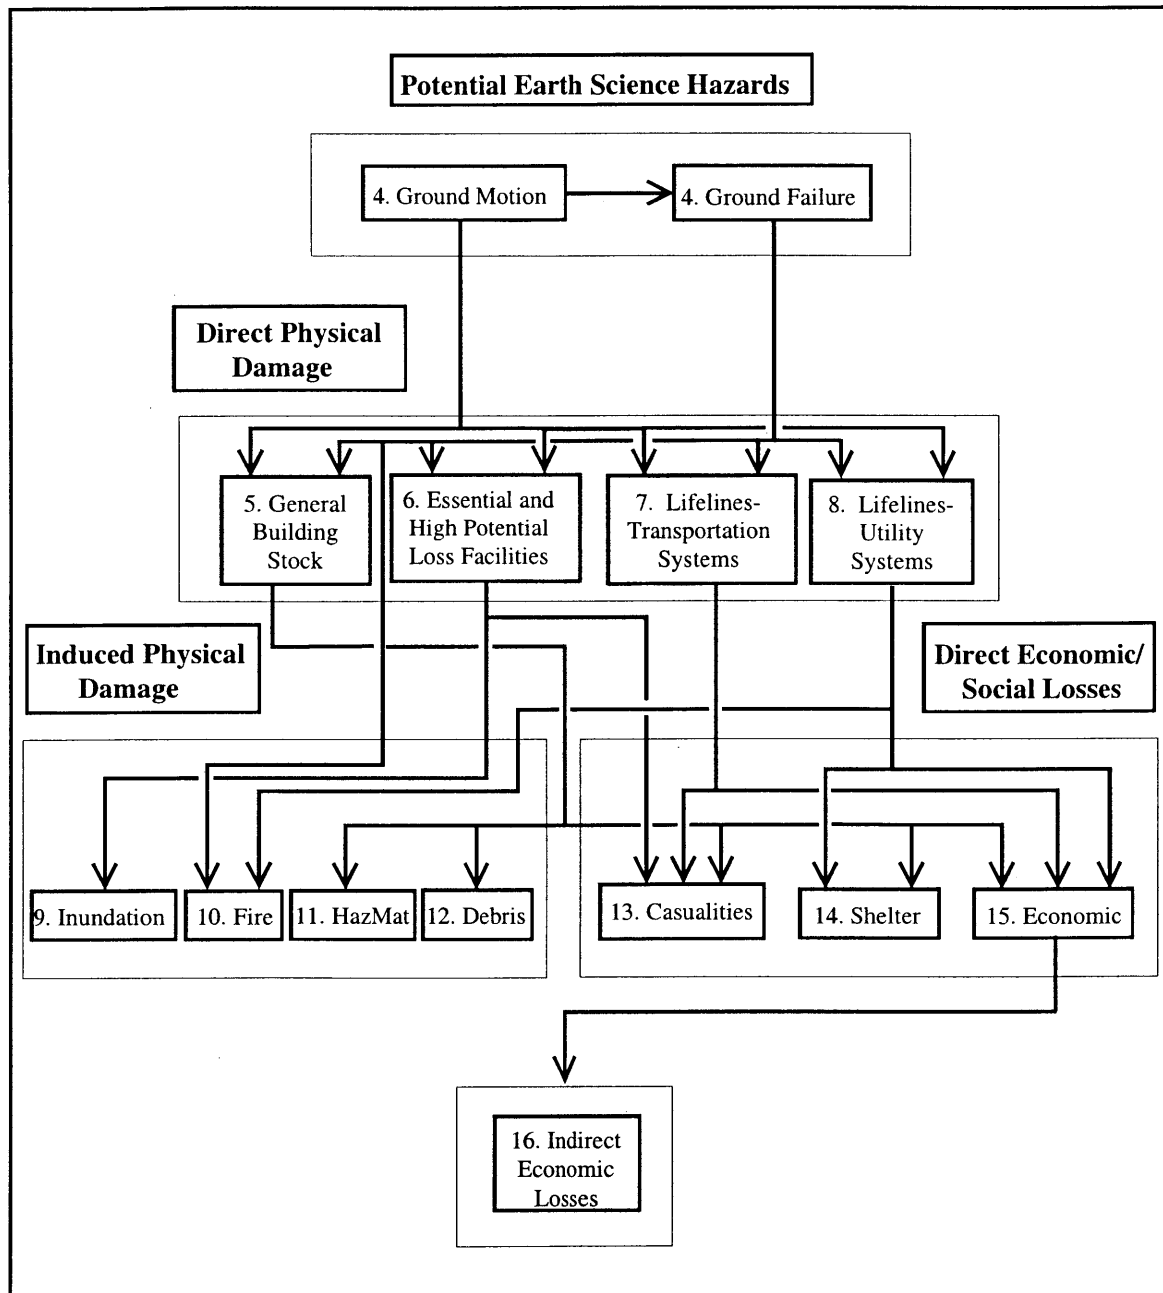 Potential Earth Science Hazards
4. Ground Motion
4. Ground Failure
Direct Physical
Damage
5. General
Building
Stock
6. Essential and
High Potential
Loss Facilities
7. Lifelines-
Transportation
Systems
8. Lifelines-
Utility
Systems
Induced Physical
Damage
Direct Economic/
Social Losses
9. Inundation
10. Fire
11. HazMat
12. Debris
13. Casualities
14. Shelter
15. Economic
16. Indirect
Economic
Losses